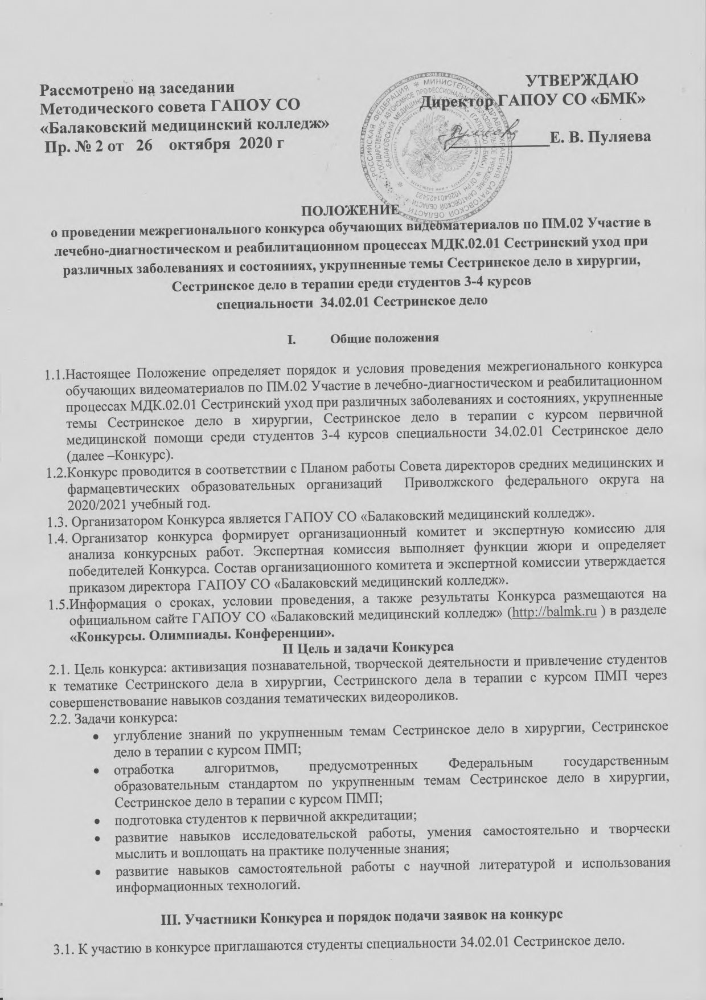 Рассмотрено на заседании
Методического совета ГАПОУ СО
«Балаковский медицинский колледж»
Пр. № 2 от 26 октября 2020 г
УТВЕРЖДАЮ
Директор ГАПОУ СО «БМК»
Е. В. Пуляева
ПОЛОЖЕНИЕ
о проведении межрегионального конкурса обучающих видеоматериалов по ПМ.02 Участие в
лечебно-диагностическом и реабилитационном процессах МДК.02.01 Сестринский уход при
различных заболеваниях и состояниях, укрупненные темы Сестринское дело в хирургии,
Сестринское дело в терапии среди студентов 3-4 курсов
специальности 34.02.01 Сестринское дело
I. Общие положения
1.1.Настоящее Положение определяет порядок и условия проведения межрегионального конкурса
обучающих видеоматериалов по ПМ.02 Участие в лечебно-диагностическом и реабилитационном
процессах МДК.02.01 Сестринский уход при различных заболеваниях и состояниях, укрупненные
темы Сестринское дело в хирургии, Сестринское дело в терапии с курсом первичной
медицинской помощи среди студентов 3-4 курсов специальности 34.02.01 Сестринское дело
(далее –Конкурс).
1.2.Конкурс проводится в соответствии с Планом работы Совета директоров средних медицинских и
фармацевтических образовательных организаций Приволжского федерального округа на
2020/2021 учебный год.
1.3. Организатором Конкурса является ГАПОУ СО «Балаковский медицинский колледж».
1.4. Организатор конкурса формирует организационный комитет и экспертную комиссию для
анализа конкурсных работ. Экспертная комиссия выполняет функции жюри и определяет
победителей Конкурса. Состав организационного комитета и экспертной комиссии утверждается
приказом директора ГАПОУ СО «Балаковский медицинский колледж».
1.5.Информация о сроках, условии проведения, а также результаты Конкурса размещаются на
официальном сайте ГАПОУ СО «Балаковский медицинский колледж» (http://balmk.ru ) в разделе
«Конкурсы. Олимпиады. Конференции».
II Цель и задачи Конкурса
2.1. Цель конкурса: активизация познавательной, творческой деятельности и привлечение студентов
к тематике Сестринского дела в хирургии, Сестринского дела в терапии с курсом ПМП через
совершенствование навыков создания тематических видеороликов.
2.2. Задачи конкурса:
• углубление знаний по укрупненным темам Сестринское дело в хирургии, Сестринское
дело в терапии с курсом ПМП;
• отработка алгоритмов, предусмотренных Федеральным государственным
образовательным стандартом по укрупненным темам Сестринское дело в хирургии,
Сестринское дело в терапии с курсом ПМП;
• подготовка студентов к первичной аккредитации;
• развитие навыков исследовательской работы, умения самостоятельно и творчески
мыслить и воплощать на практике полученные знания;
• развитие навыков самостоятельной работы с научной литературой и использования
информационных технологий.
III. Участники Конкурса и порядок подачи заявок на конкурс
3.1. К участию в конкурсе приглашаются студенты специальности 34.02.01 Сестринское дело.